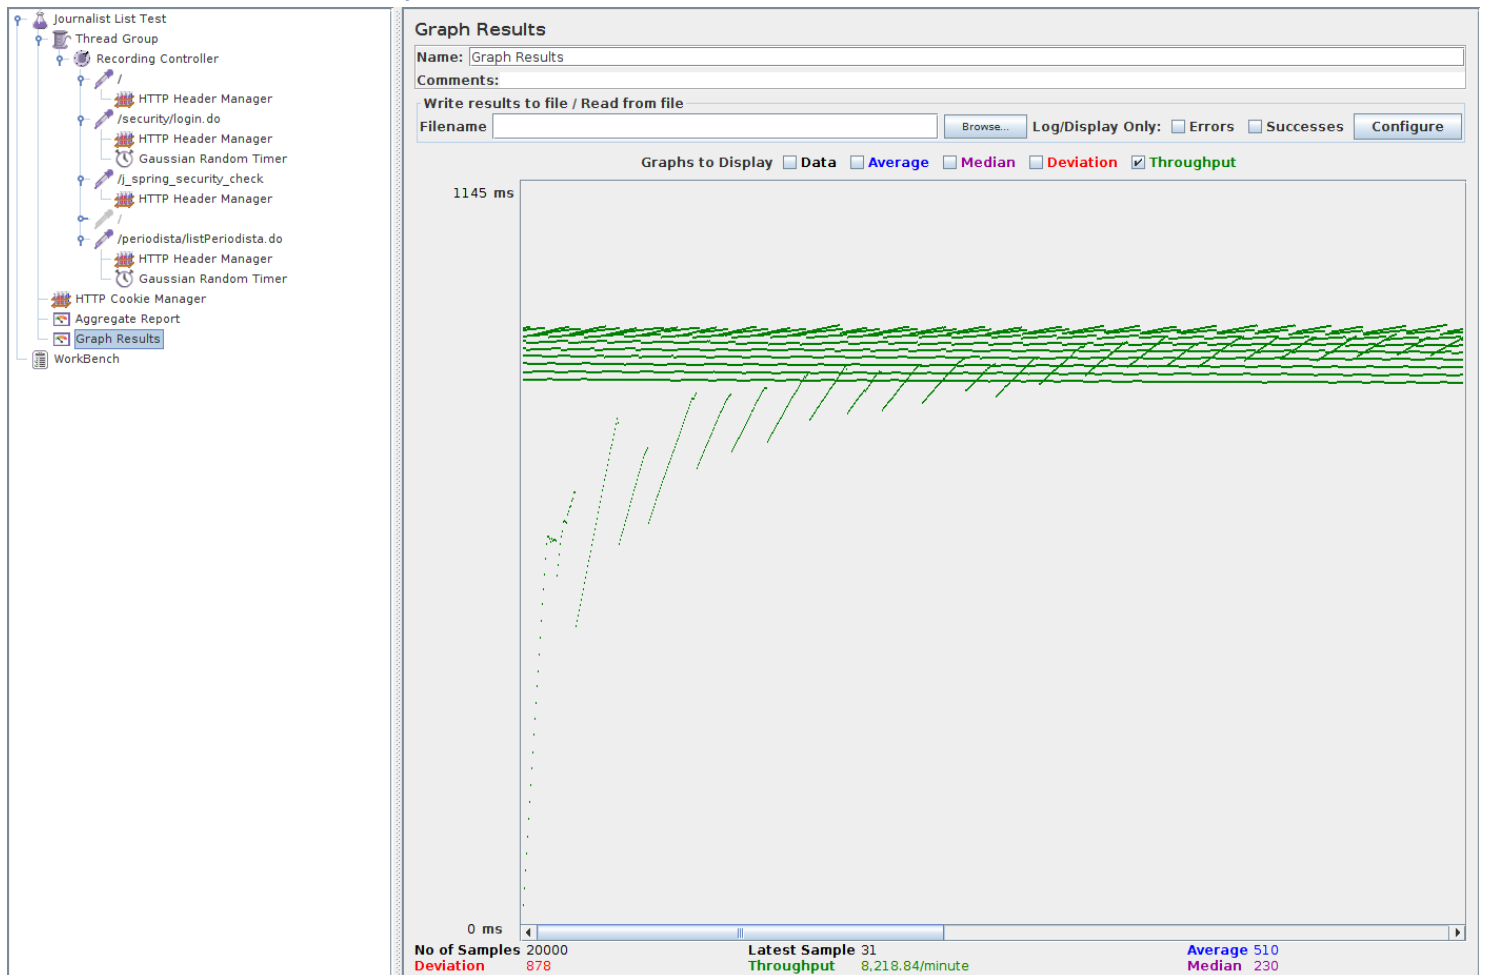 Journalist List Test
Thread Group
Recording Controller
/
HTTP Header Manager
/security/login.do
HTTP Header Manager
Gaussian Random Timer
/j_spring_security_check
HTTP Header Manager
/
/periodista/listPeriodista.do
HTTP Header Manager
Gaussian Random Timer
HTTP Cookie Manager
Aggregate Report
Graph Results
WorkBench
Graph Results
Name: Graph Results
Comments:
Write results to file / Read from file
Filename Browse... Log/Display Only: Errors Successes Configure
Graphs to Display Data Average Median Deviation Throughput
1145 ms
0 ms
No of Samples 20000 Latest Sample 31 Average 510
Deviation 878 Throughput 8,218.84/minute Median 230